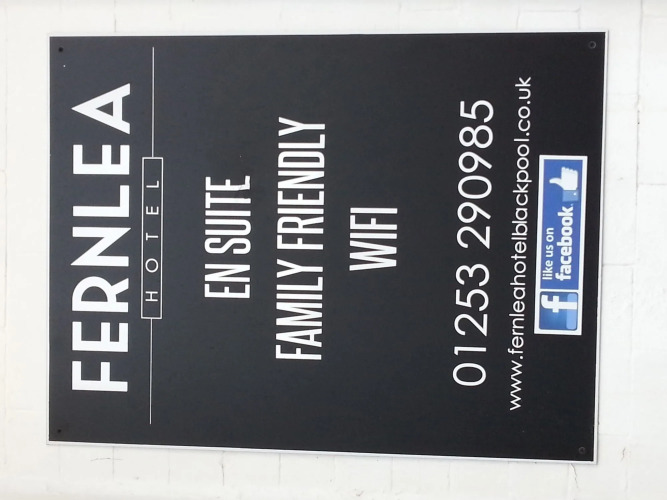 FERNLEA
HOTEL
EN SUITE
FAMILY FRIENDLY
WIFI
01253 290985
www.fernleahotelblackpool.co.uk
f like us on
facebook